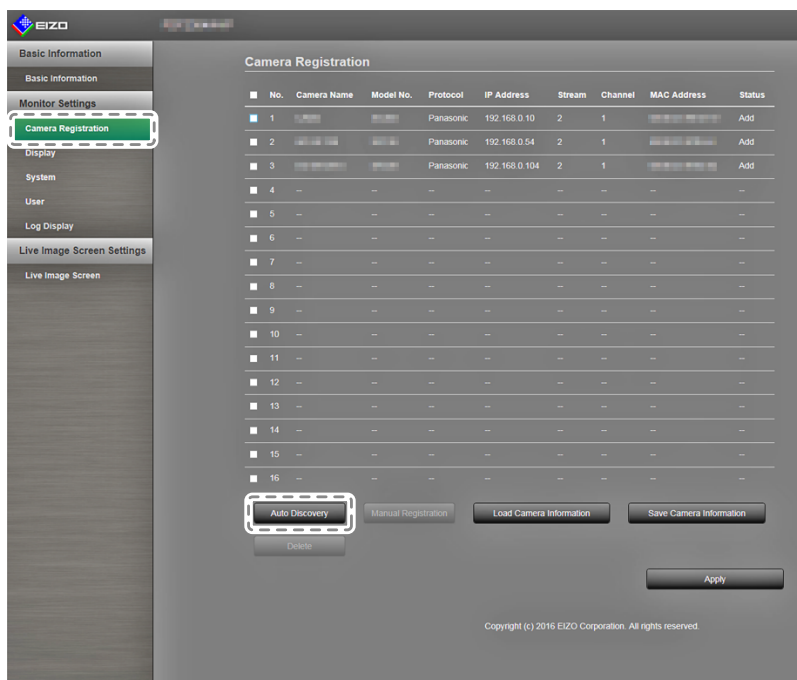 EIZO
Basic Information
Basic Information
Monitor Settings
Camera Registration
Display
System
User
Log Display
Live Image Screen Settings
Live Image Screen
Camera Registration
No. Camera Name Model No. Protocol IP Address Stream Channel MAC Address Status
1 Panasonic 192.168.0.10 2 1 Add
2 Panasonic 192.168.0.54 2 1 Add
3 Panasonic 192.168.0.104 2 1 Add
4 -- -- -- -- -- -- -- --
5 -- -- -- -- -- -- -- --
6 -- -- -- -- -- -- -- --
7 -- -- -- -- -- -- -- --
8 -- -- -- -- -- -- -- --
9 -- -- -- -- -- -- -- --
10 -- -- -- -- -- -- -- --
11 -- -- -- -- -- -- -- --
12 -- -- -- -- -- -- -- --
13 -- -- -- -- -- -- -- --
14 -- -- -- -- -- -- -- --
15 -- -- -- -- -- -- -- --
16 -- -- -- -- -- -- -- --
Auto Discovery Manual Registration Load Camera Information Save Camera Information
Delete
Apply
Copyright (c) 2016 EIZO Corporation. All rights reserved.